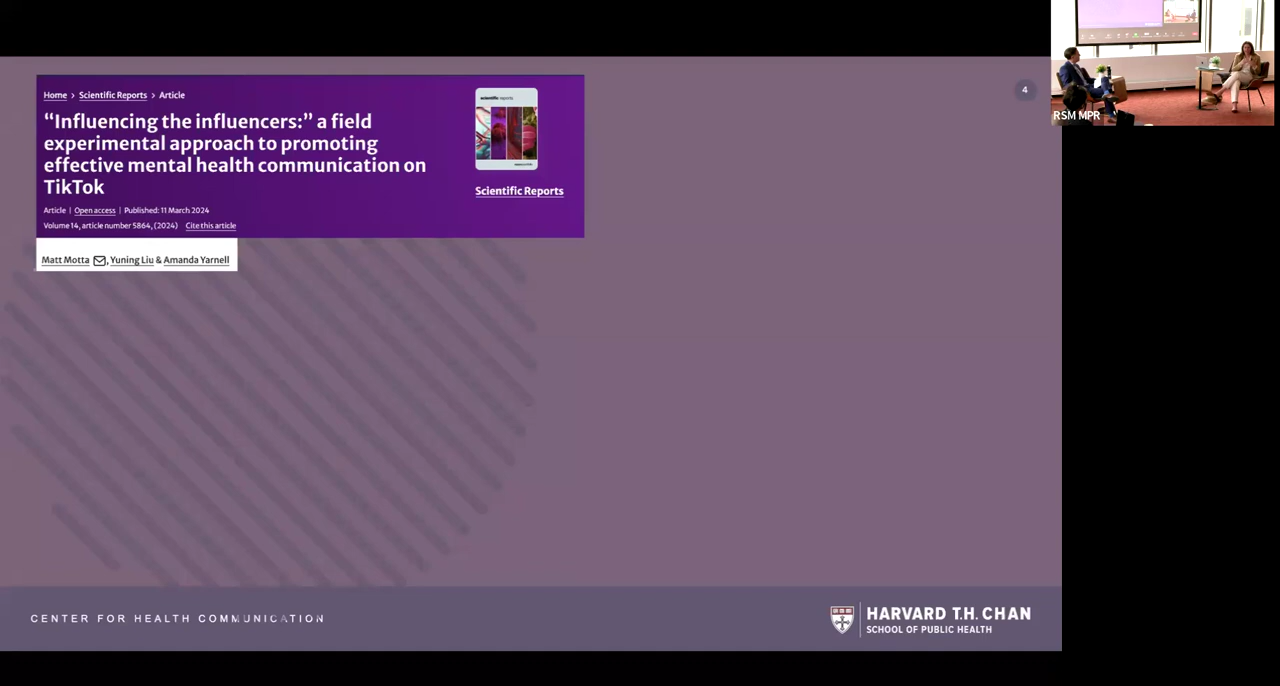 Home > Scientific Reports > Article
“Influencing the influencers:” a field
experimental approach to promoting
effective mental health communication on
TikTok
Article | Open access | Published: 11 March 2024
Volume 14, article number 5864, (2024) Cite this article
scientific reports
Scientific Reports
Matt Motta, Yuning Liu & Amanda Yarnell
4
RSM MPR
CENTER FOR HEALTH COMMUNICATION
HARVARD T.H. CHAN
SCHOOL OF PUBLIC HEALTH